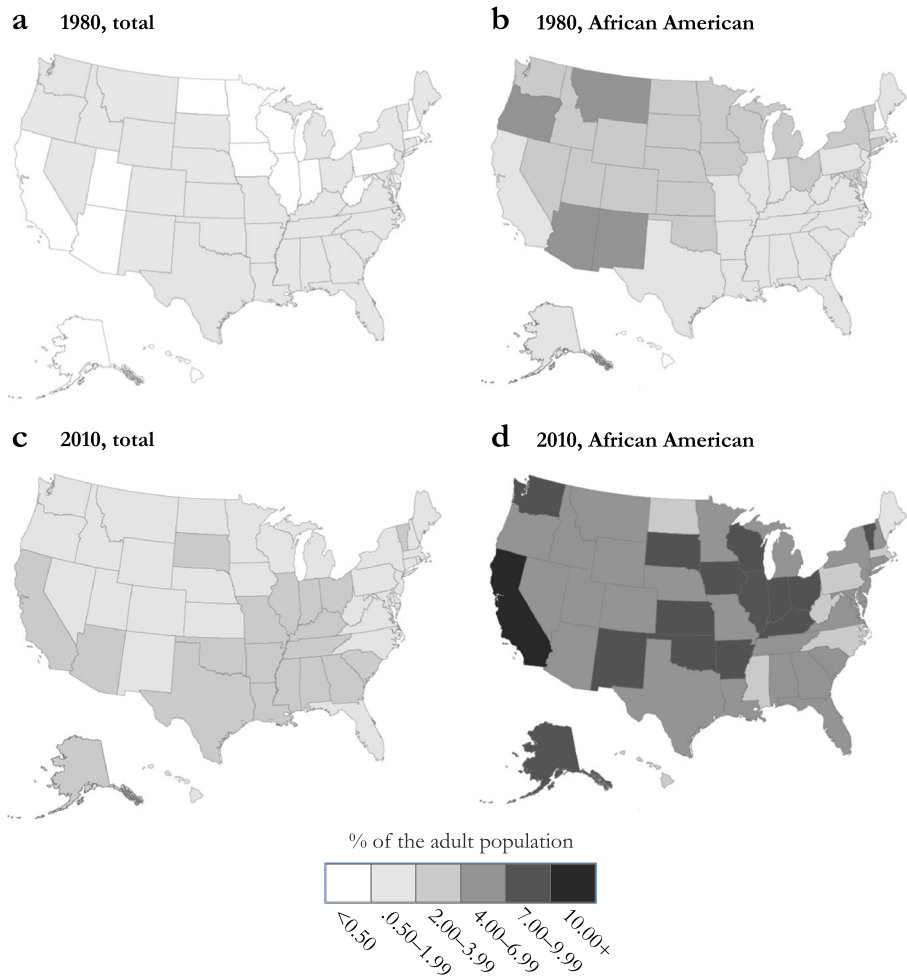 a 1980, total
b 1980, African American
c 2010, total
d 2010, African American
% of the adult population
<0.50
.0.50–1.99
2.00–3.99
4.00–6.99
7.00–9.99
10.00+